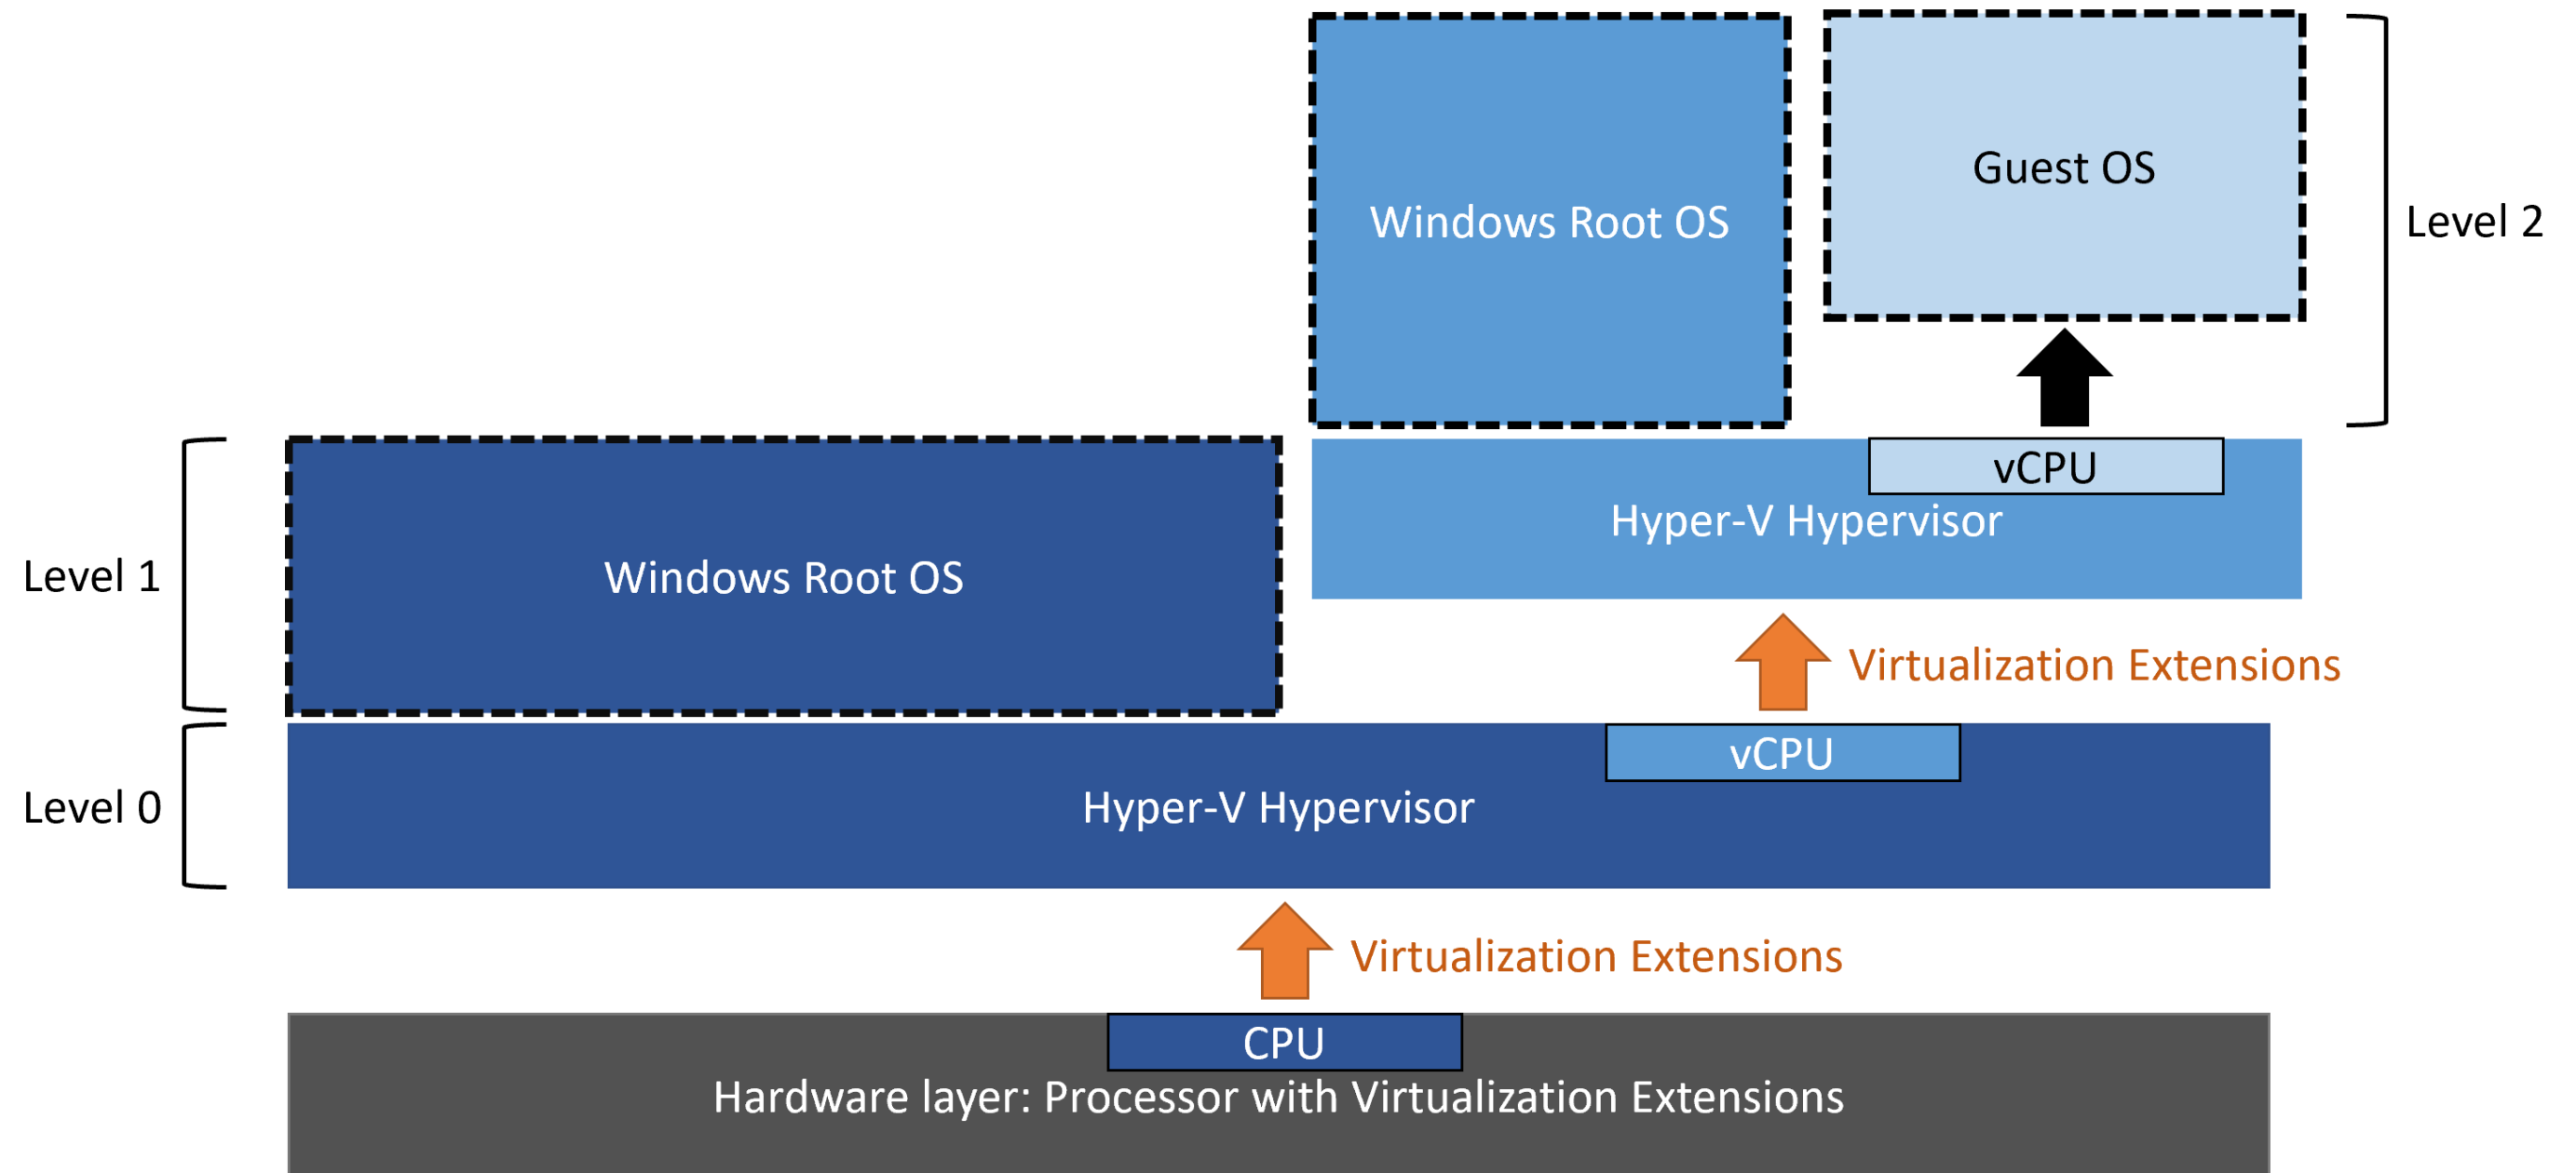 Guest OS
Windows Root OS
Level 2
vCPU
Hyper-V Hypervisor
Level 1
Windows Root OS
Virtualization Extensions
vCPU
Level 0
Hyper-V Hypervisor
Virtualization Extensions
CPU
Hardware layer: Processor with Virtualization Extensions